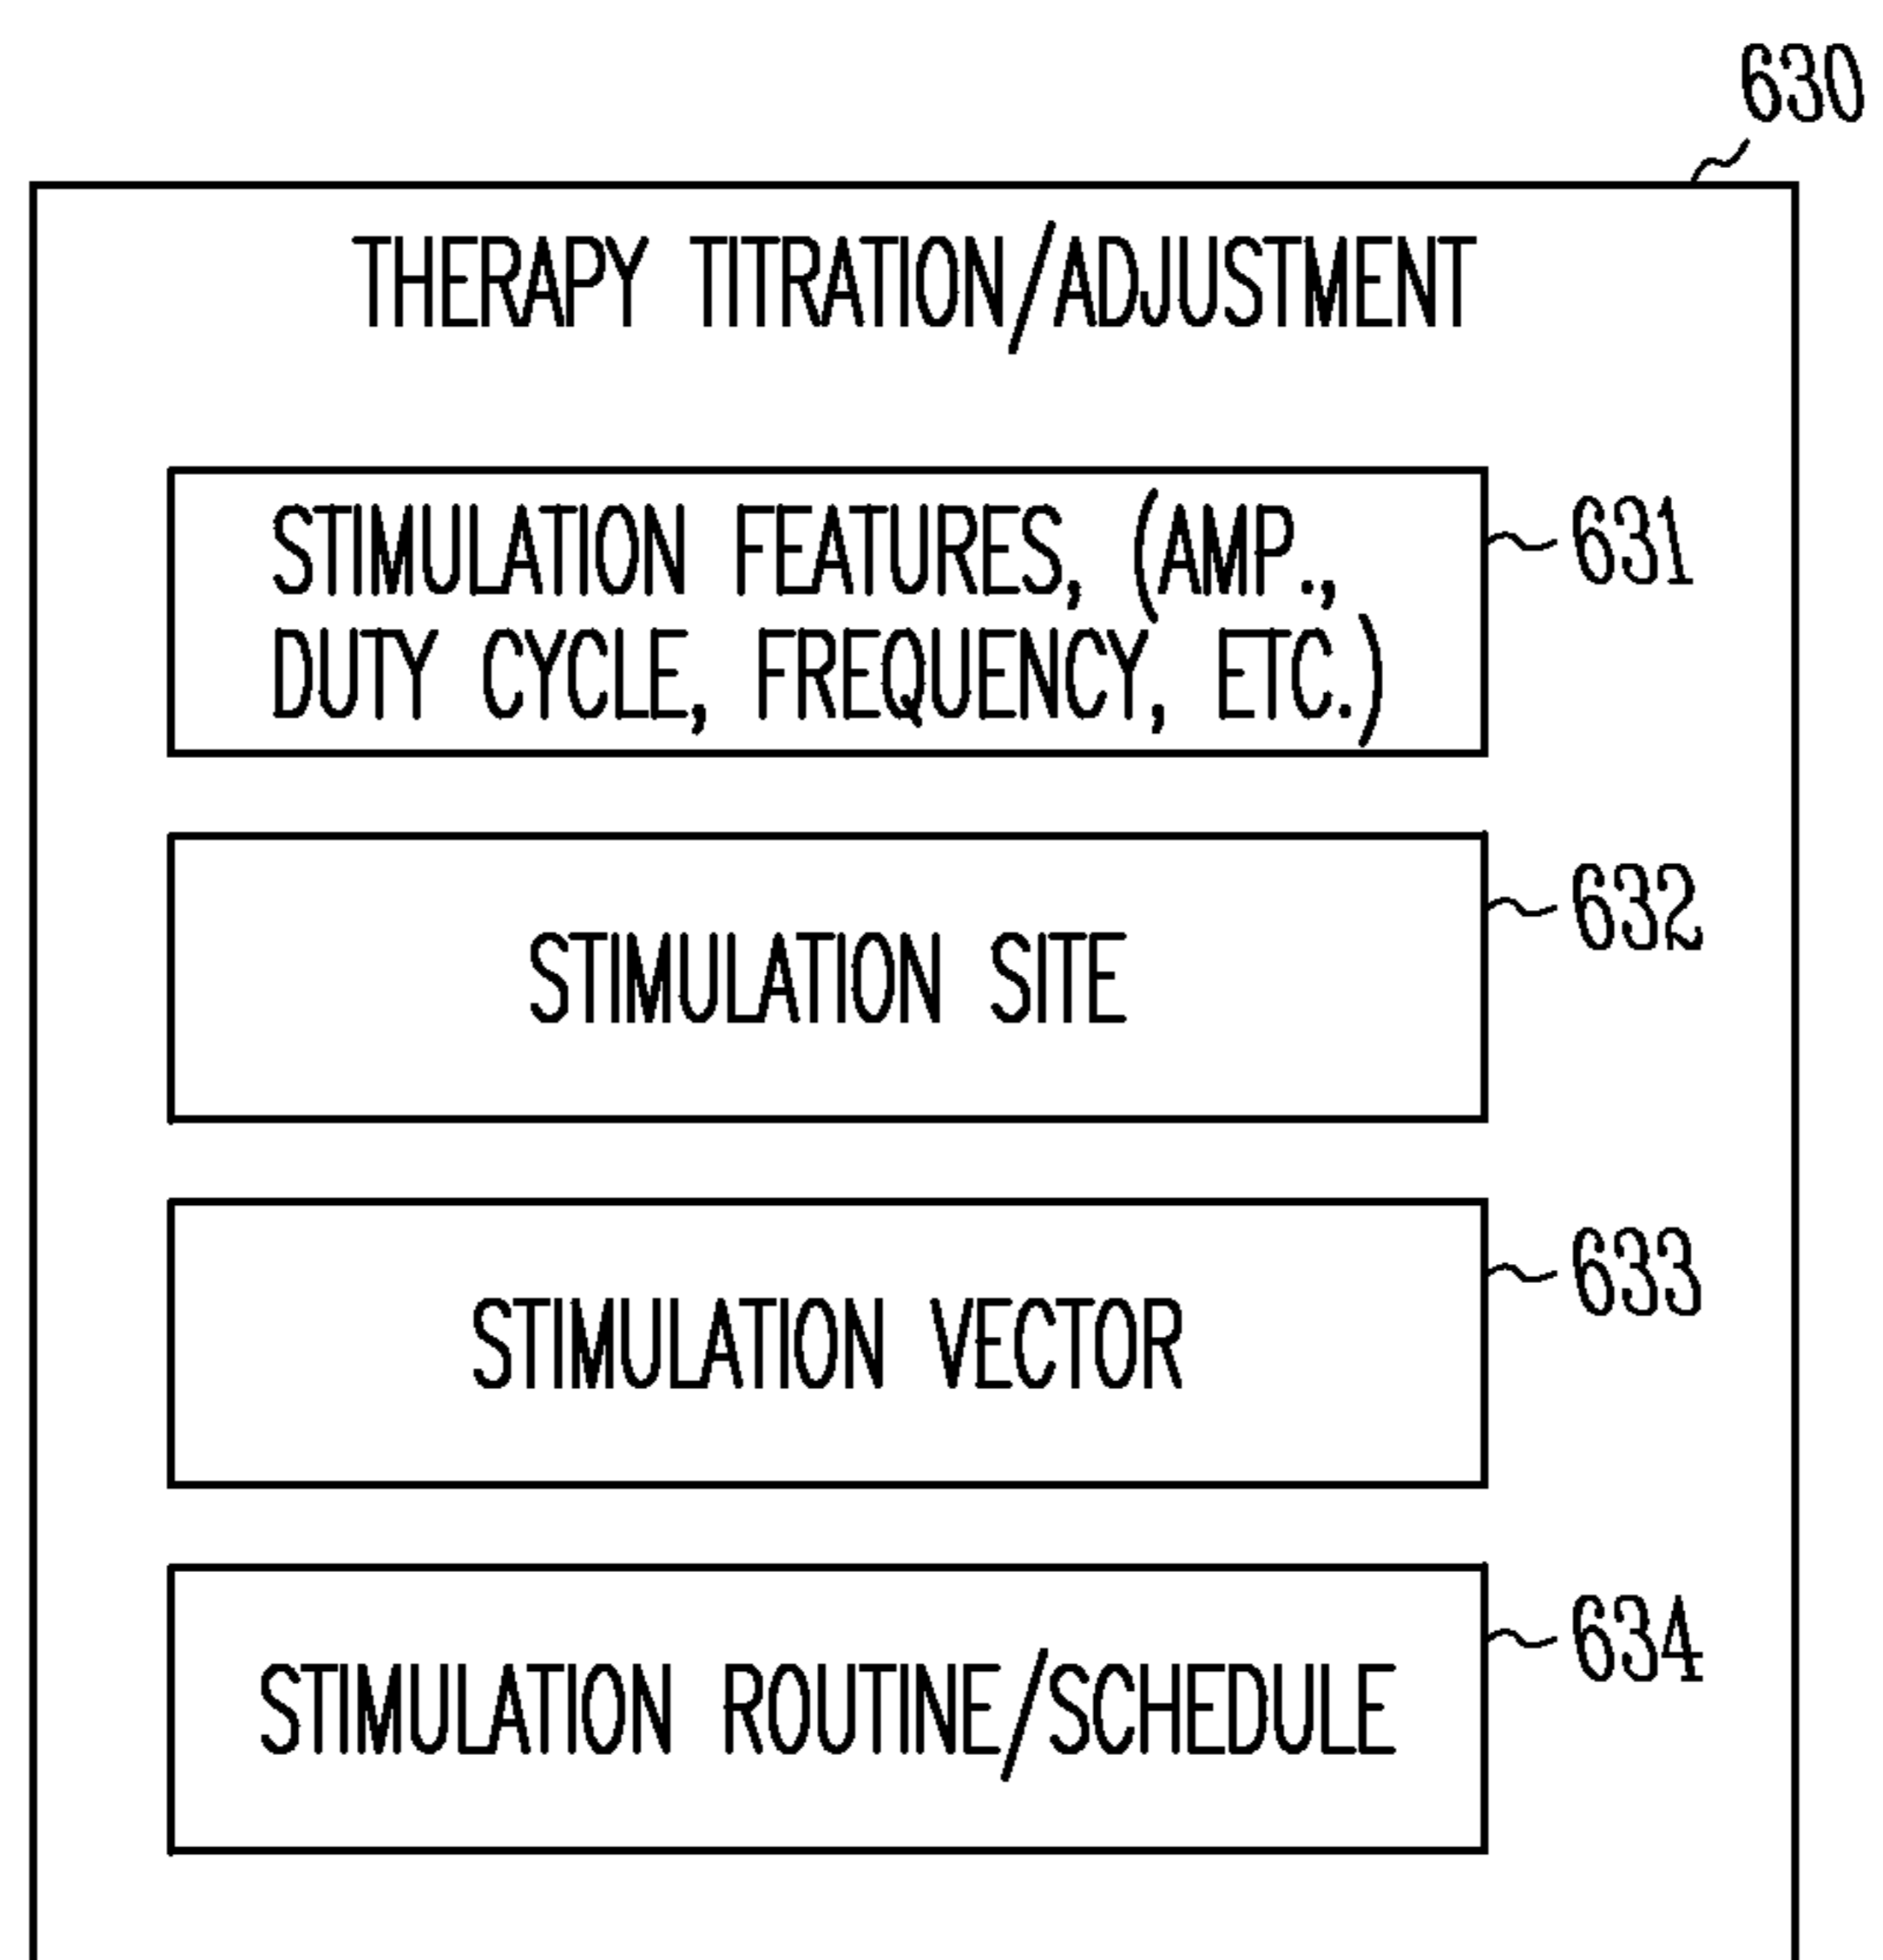 630
THERAPY TITRATION/ADJUSTMENT
STIMULATION FEATURES, (AMP.,
DUTY CYCLE, FREQUENCY, ETC.)
631
STIMULATION SITE
632
STIMULATION VECTOR
633
STIMULATION ROUTINE/SCHEDULE
634